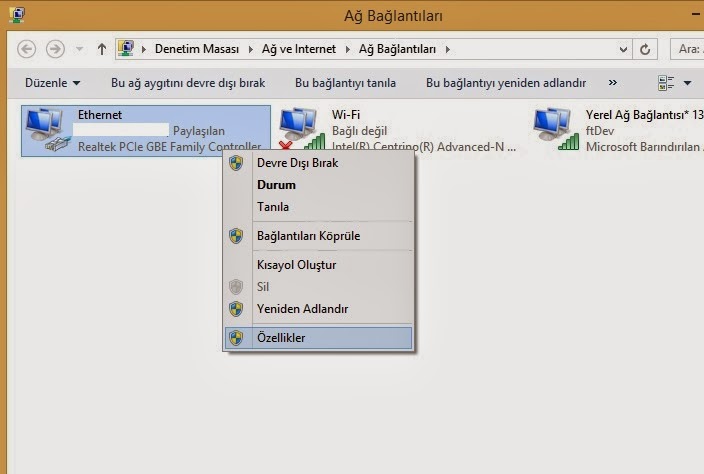 Ağ Bağlantıları
Denetim Masası Ağ ve Internet Ağ Bağlantıları Ara:
Düzenle Bu ağ aygıtını devre dışı bırak Bu bağlantıyı tanıla Bu bağlantıyı yeniden adlandır »
Ethernet
Paylaşılan
Realtek PCIe GBE Family Controller
Wi-Fi
Bağlı değil
Intel(R) Centrino(R) Advanced-N ...
Yerel Ağ Bağlantısı* 13
ftDev
Microsoft Barındırılan
Devre Dışı Bırak
Durum
Tanıla
Bağlantıları Köprüle
Kısayol Oluştur
Sil
Yeniden Adlandır
Özellikler